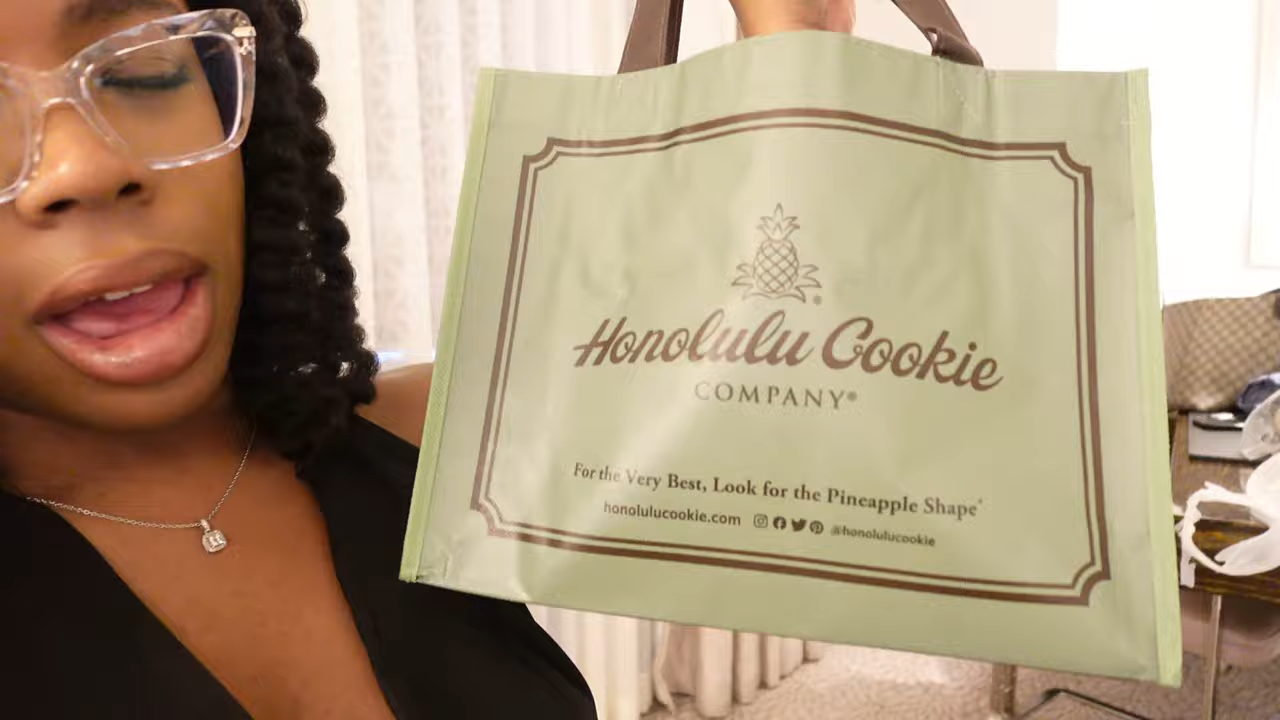 Honolulu Cookie
COMPANY®
For the Very Best, Look for the Pineapple Shape®
honolulucookie.com @honolulucookie